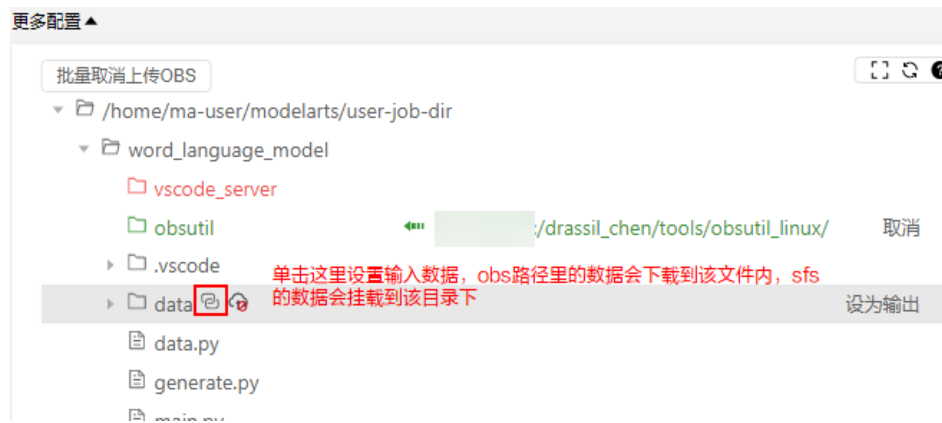 更多配置
批量取消上传OBS
/home/ma-user/modelarts/user-job-dir
word_language_model
vscode_server
obsutil :/drassil_chen/tools/obsutil_linux/ 取消
.vscode
单击这里设置输入数据，obs路径里的数据会下载到该文件内，sfs
的数据会挂载到该目录下
data 设为输出
data.py
generate.py
main.py